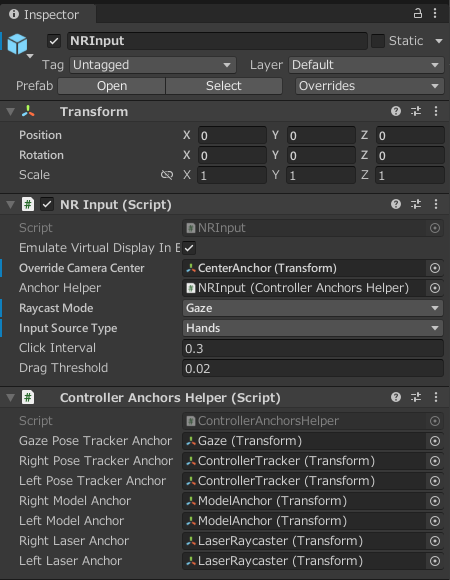 Inspector
NRInput Static
Tag Untagged Layer Default
Prefab Open Select Overrides
Transform
Position X 0 Y 0 Z 0
Rotation X 0 Y 0 Z 0
Scale X 1 Y 1 Z 1
# NR Input (Script)
Script # NRInput
Emulate Virtual Display In E
Override Camera Center CenterAnchor (Transform)
Anchor Helper # NRInput (Controller Anchors Helper)
Raycast Mode Gaze
Input Source Type Hands
Click Interval 0.3
Drag Threshold 0.02
# Controller Anchors Helper (Script)
Script # ControllerAnchorsHelper
Gaze Pose Tracker Anchor Gaze (Transform)
Right Pose Tracker Anchor ControllerTracker (Transform)
Left Pose Tracker Anchor ControllerTracker (Transform)
Right Model Anchor ModelAnchor (Transform)
Left Model Anchor ModelAnchor (Transform)
Right Laser Anchor LaserRaycaster (Transform)
Left Laser Anchor LaserRaycaster (Transform)